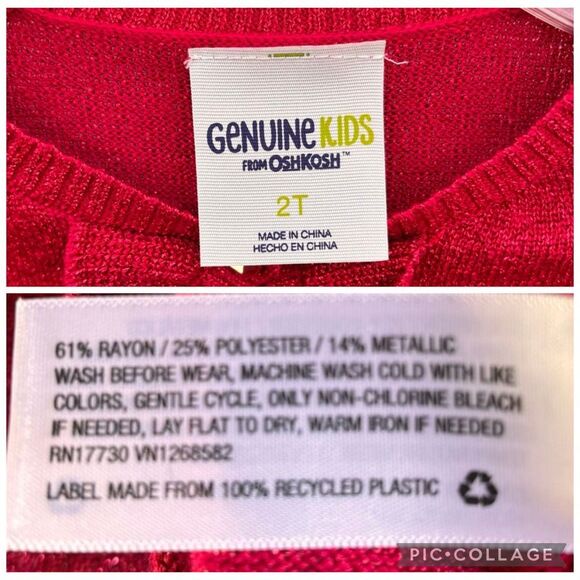 GENUINE KIDS
FROM OSHKOSH™
2T
MADE IN CHINA
HECHO EN CHINA
61% RAYON / 25% POLYESTER / 14% METALLIC
WASH BEFORE WEAR, MACHINE WASH COLD WITH LIKE
COLORS, GENTLE CYCLE, ONLY NON-CHLORINE BLEACH
IF NEEDED, LAY FLAT TO DRY, WARM IRON IF NEEDED
RN17730 VN1268582
LABEL MADE FROM 100% RECYCLED PLASTIC
PIC•COLLAGE